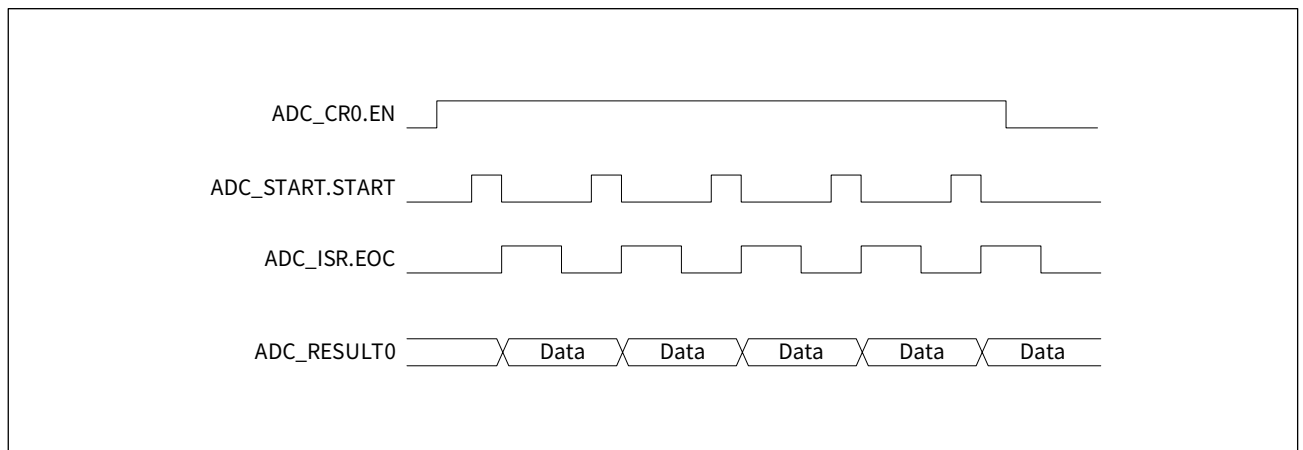 ADC_CR0.EN
ADC_START.START
ADC_ISR.EOC
ADC_RESULT0 Data Data Data Data Data